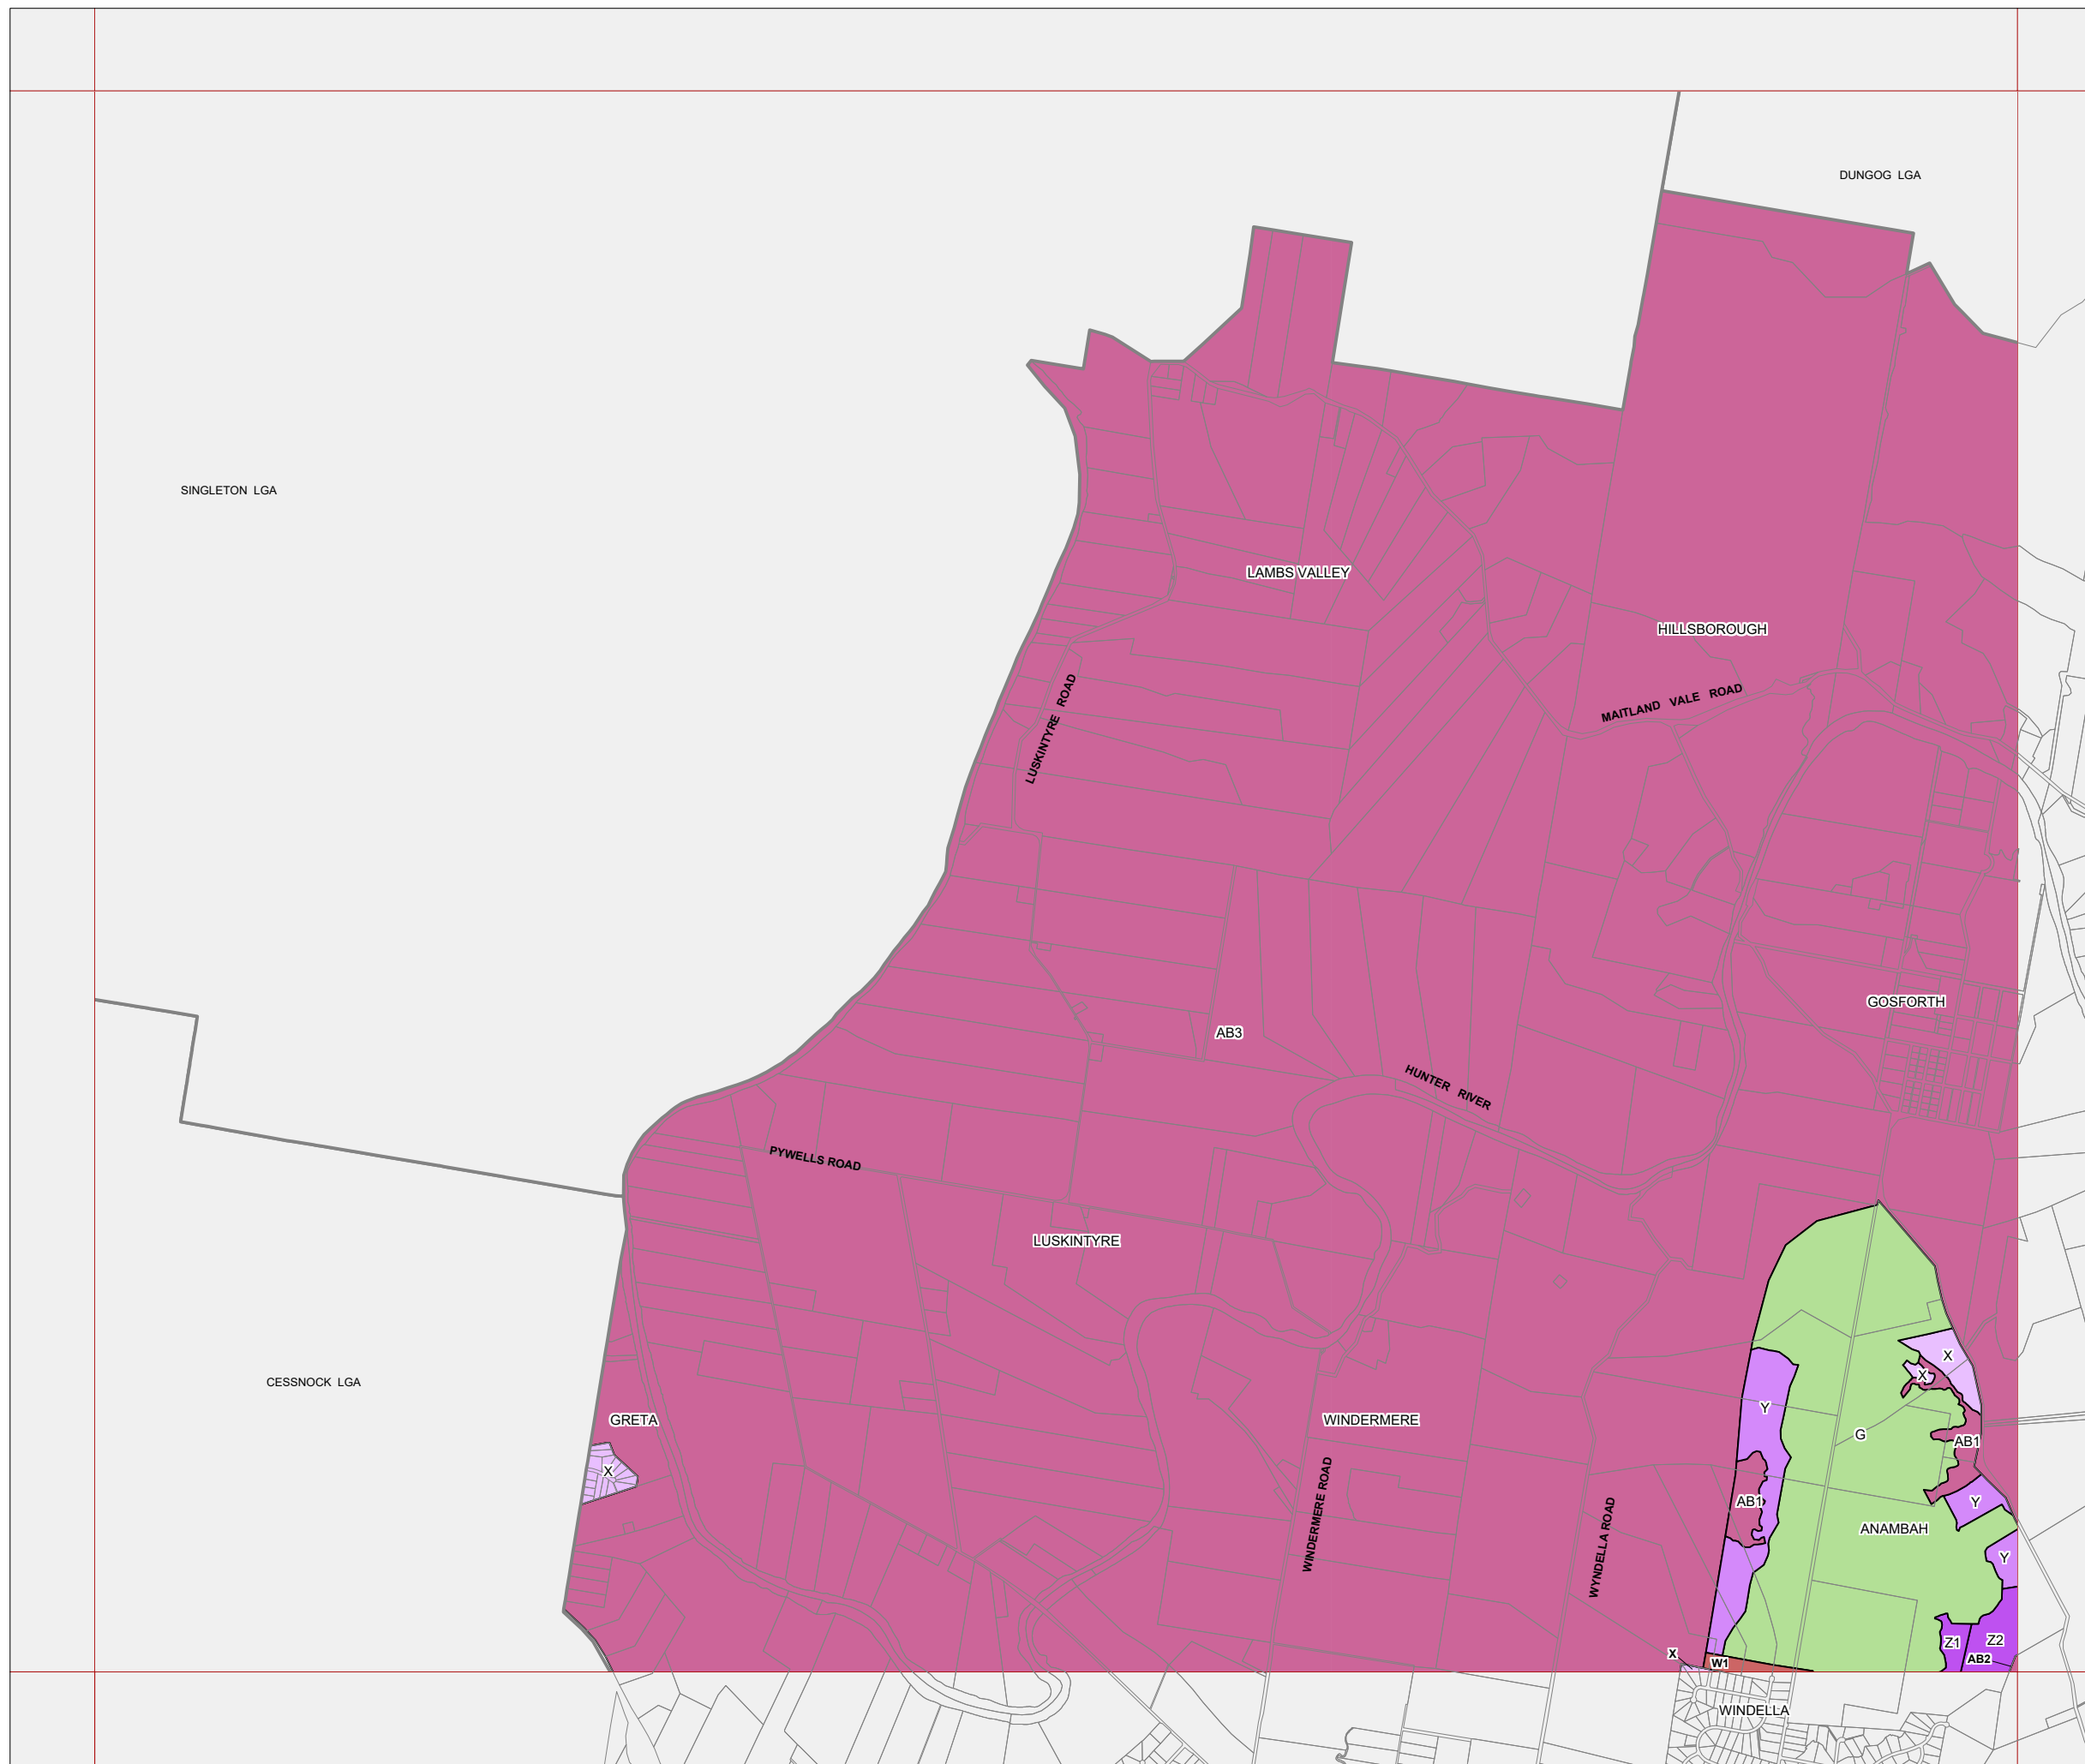 DUNGOG LGA
SINGLETON LGA
LAMBS VALLEY
HILLSBOROUGH
MAITLAND VALE ROAD
LUSKINTYRE ROAD
GOSFORTH
AB3
HUNTER RIVER
PYWELLS ROAD
LUSKINTYRE
X
X
CESSNOCK LGA
Y
GRETA
WINDERMERE
G
AB1
X
AB1
Y
WINDERMERE ROAD
WYNDELLA ROAD
ANAMBAH
Y
Z1
Z2
X
W1
AB2
WINDELLA